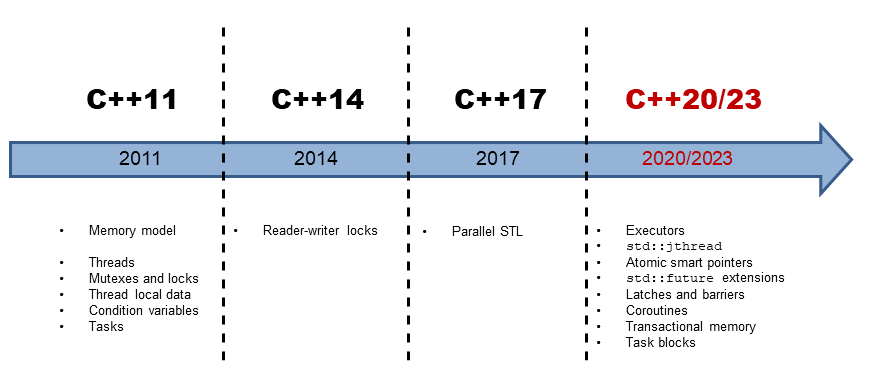 C++11
C++14
C++17
C++20/23
2011
2014
2017
2020/2023
• Memory model
• Threads
• Mutexes and locks
• Thread local data
• Condition variables
• Tasks
• Reader-writer locks
• Parallel STL
• Executors
• std::jthread
• Atomic smart pointers
• std::future extensions
• Latches and barriers
• Coroutines
• Transactional memory
• Task blocks